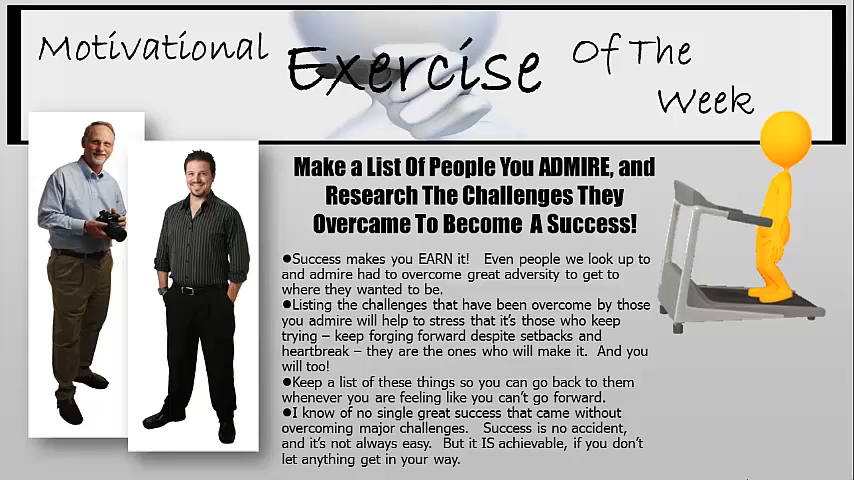 Motivational Exercise Of The
Week
Make a List Of People You ADMIRE, and
Research The Challenges They
Overcame To Become A Success!
●Success makes you EARN it! Even people we look up to
and admire had to overcome great adversity to get to
where they wanted to be.
●Listing the challenges that have been overcome by those
you admire will help to stress that it's those who keep
trying – keep forging forward despite setbacks and
heartbreak – they are the ones who will make it. And you
will too!
●Keep a list of these things so you can go back to them
whenever you are feeling like you can't go forward.
●I know of no single great success that came without
overcoming major challenges. Success is no accident,
and it's not always easy. But it IS achievable, if you don't
let anything get in your way.